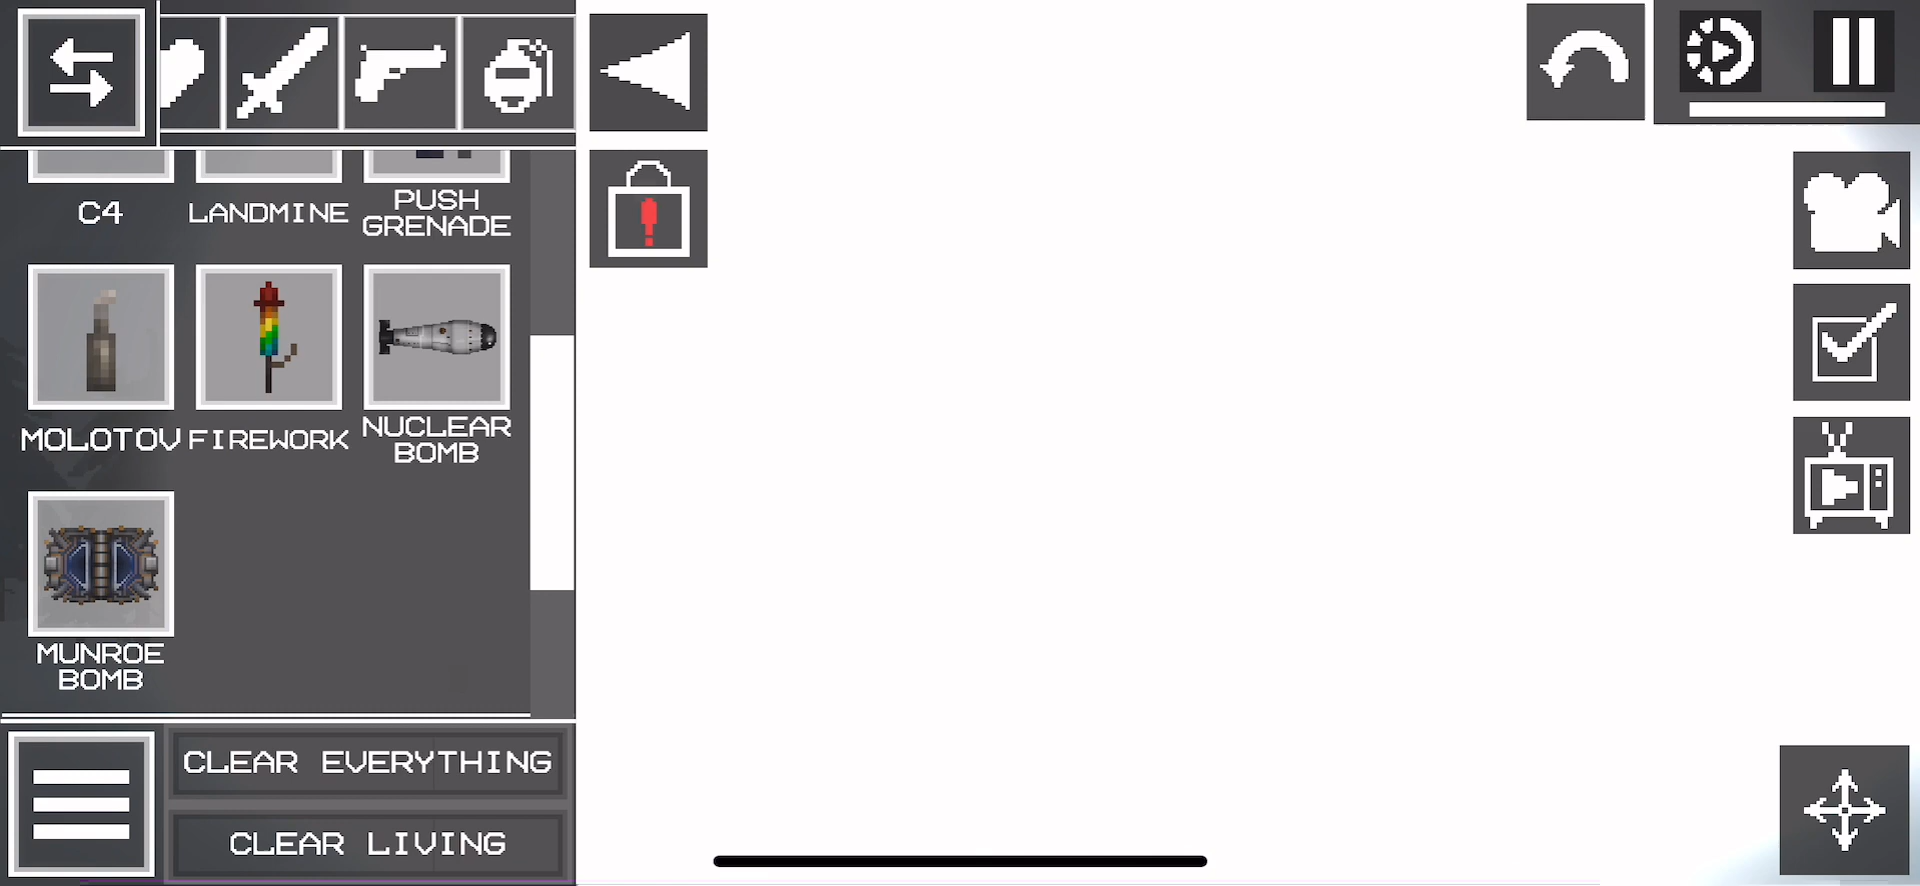 C4
LANDMINE
PUSH
GRENADE
MOLOTOV
FIREWORK
NUCLEAR
BOMB
MUNROE
BOMB
CLEAR EVERYTHING
CLEAR LIVING